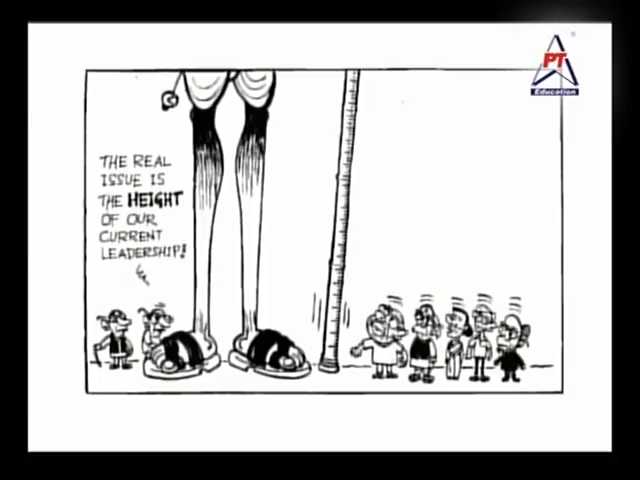 PT
Education
THE REAL
ISSUE IS
THE HEIGHT
OF OUR
CURRENT
LEADERSHIP!